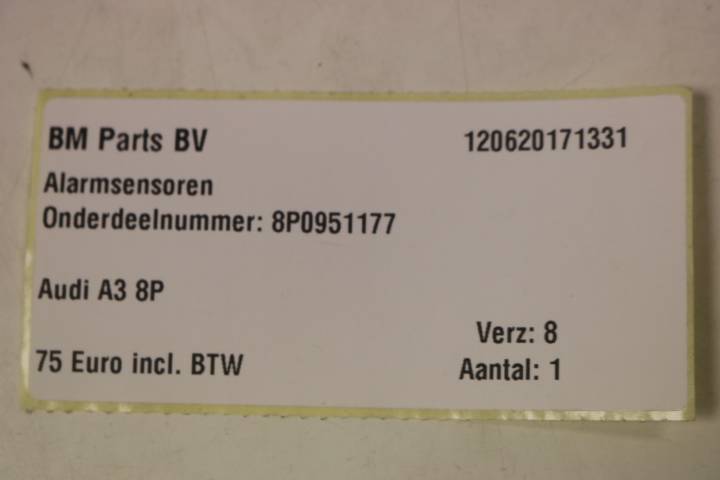 BM Parts BV 120620171331
Alarmsensoren
Onderdeelnummer: 8P0951177
Audi A3 8P
Verz: 8
75 Euro incl. BTW Aantal: 1